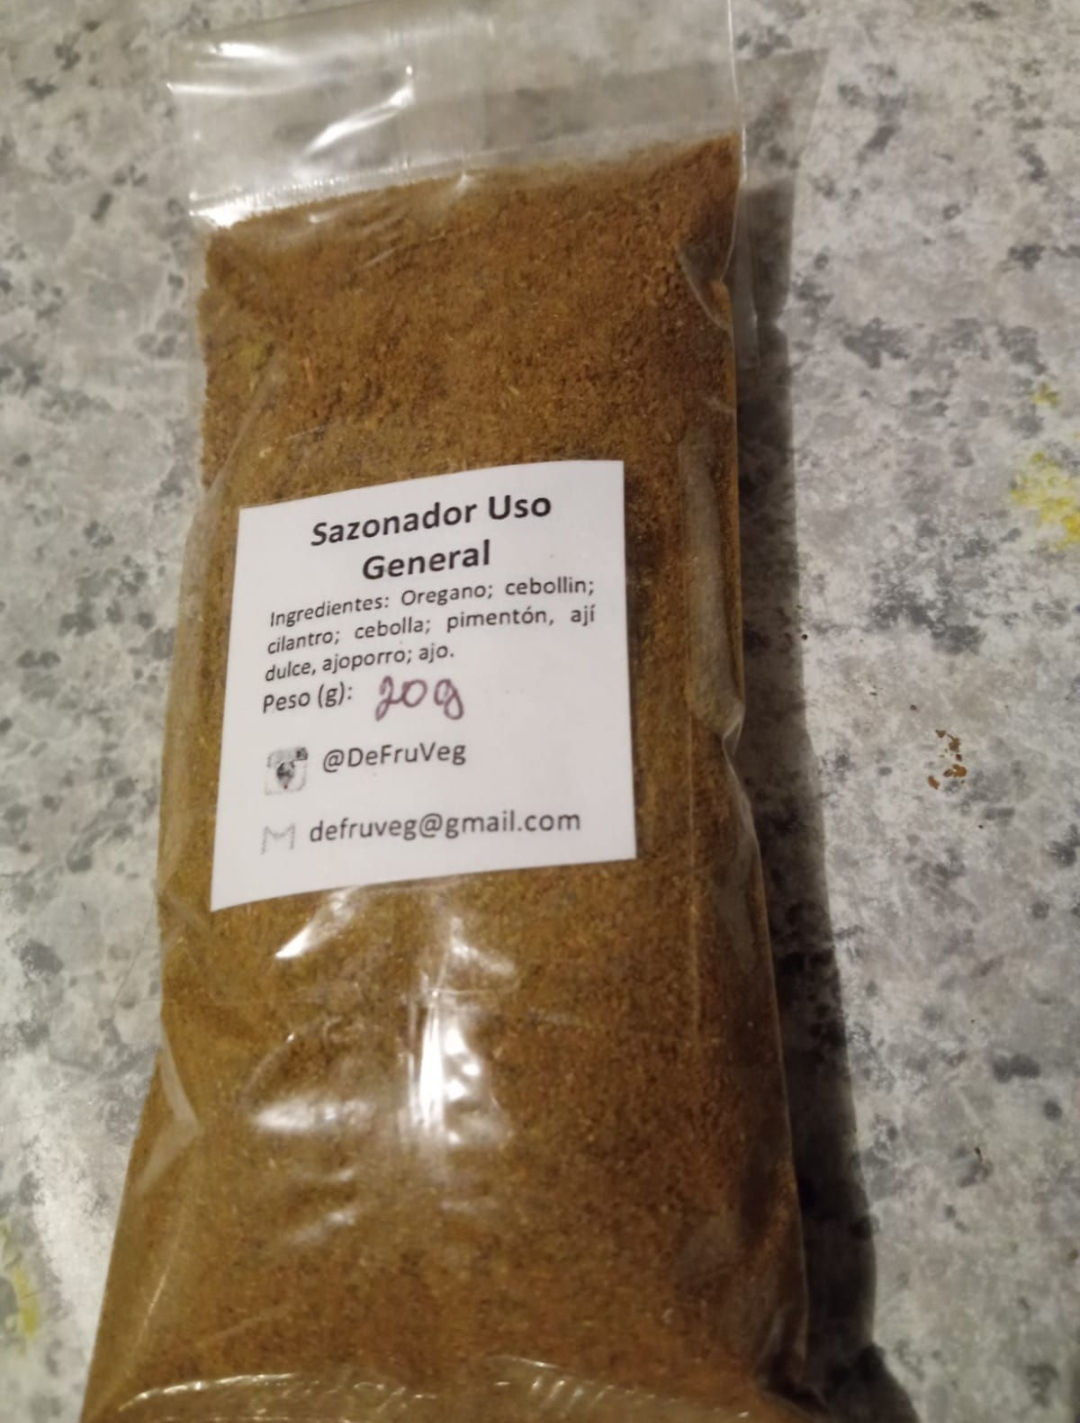 Sazonador Uso
General
Ingredientes: Oregano; cebollin;
cilantro; cebolla; pimentón, ají
dulce, ajoporro; ajo.
Peso (g): 20g
@DeFruVeg
defruveg@gmail.com